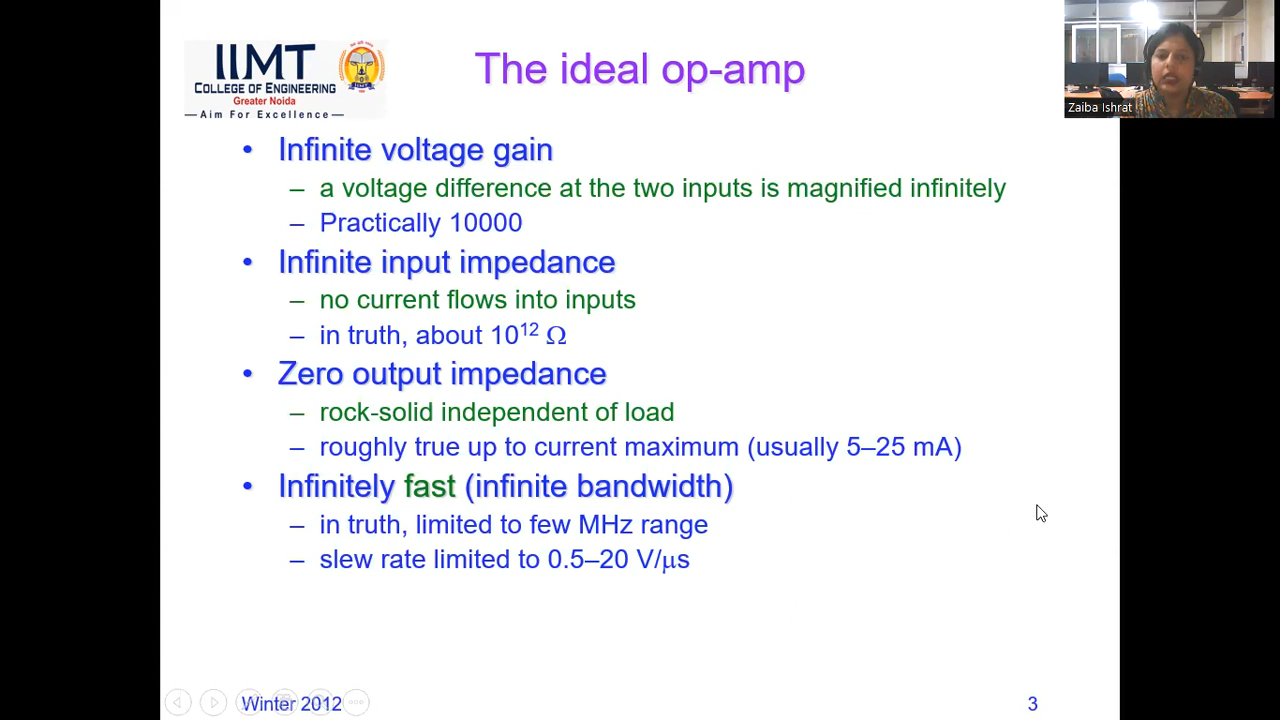 IIMT
COLLEGE OF ENGINEERING
Greater Noida
—Aim For Excellence—
The ideal op-amp
Zaiba Ishrat
• Infinite voltage gain
– a voltage difference at the two inputs is magnified infinitely
– Practically 10000
• Infinite input impedance
– no current flows into inputs
– in truth, about 10¹² Ω
• Zero output impedance
– rock-solid independent of load
– roughly true up to current maximum (usually 5–25 mA)
• Infinitely fast (infinite bandwidth)
– in truth, limited to few MHz range
– slew rate limited to 0.5–20 V/μs
Winter 2012
3